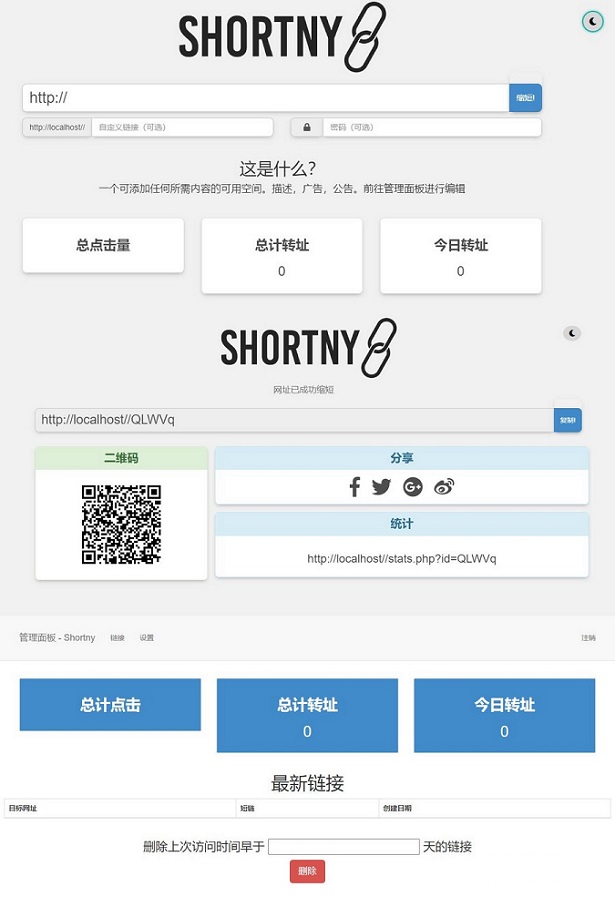 SHORTNY
http://
缩短!
http://localhost//
自定义链接（可选）
密码（可选）
这是什么?
一个可添加任何所需内容的可用空间。描述，广告，公告。前往管理面板进行编辑
总点击量
总计转址
今日转址
0
0
SHORTNY
网址已成功缩短
http://localhost//QLWVq
复制!
二维码
分享
统计
http://localhost//stats.php?id=QLWVq
管理面板 - Shortny
链接
设置
注销
总计点击
总计转址
今日转址
0
0
最新链接
目标网址
短链
创建日期
删除上次访问时间早于
天的链接
删除